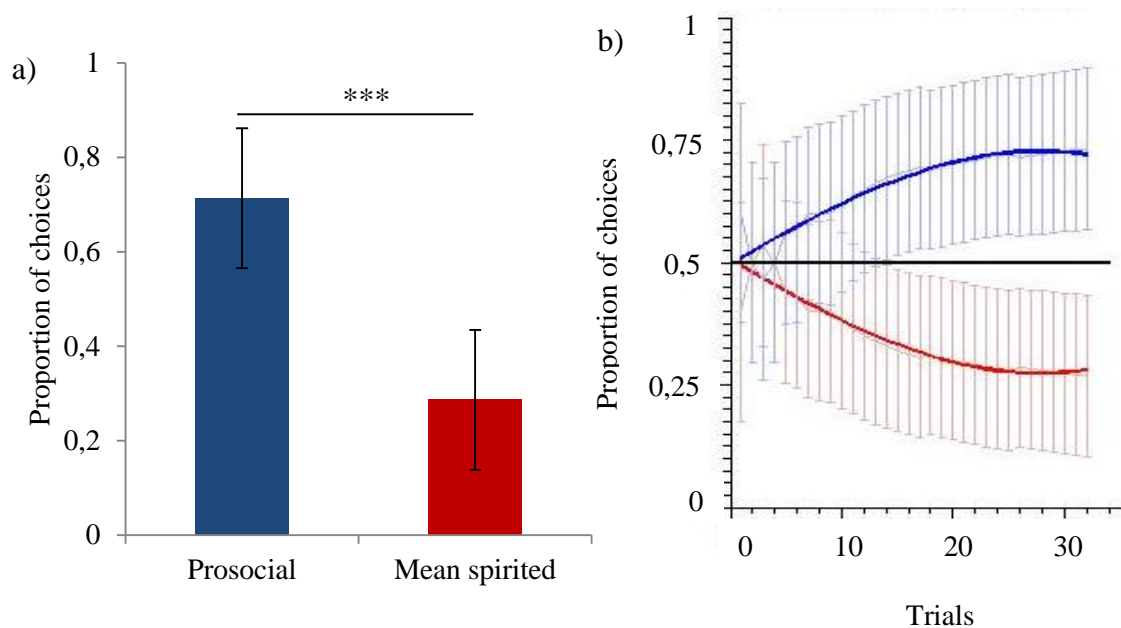 a)
Proportion of choices
1
0,8
0,6
0,4
0,2
0
***
Prosocial
Mean spirited
b)
Proportion of choices
1
0,75
0,5
0,25
0
0
10
20
30
Trials